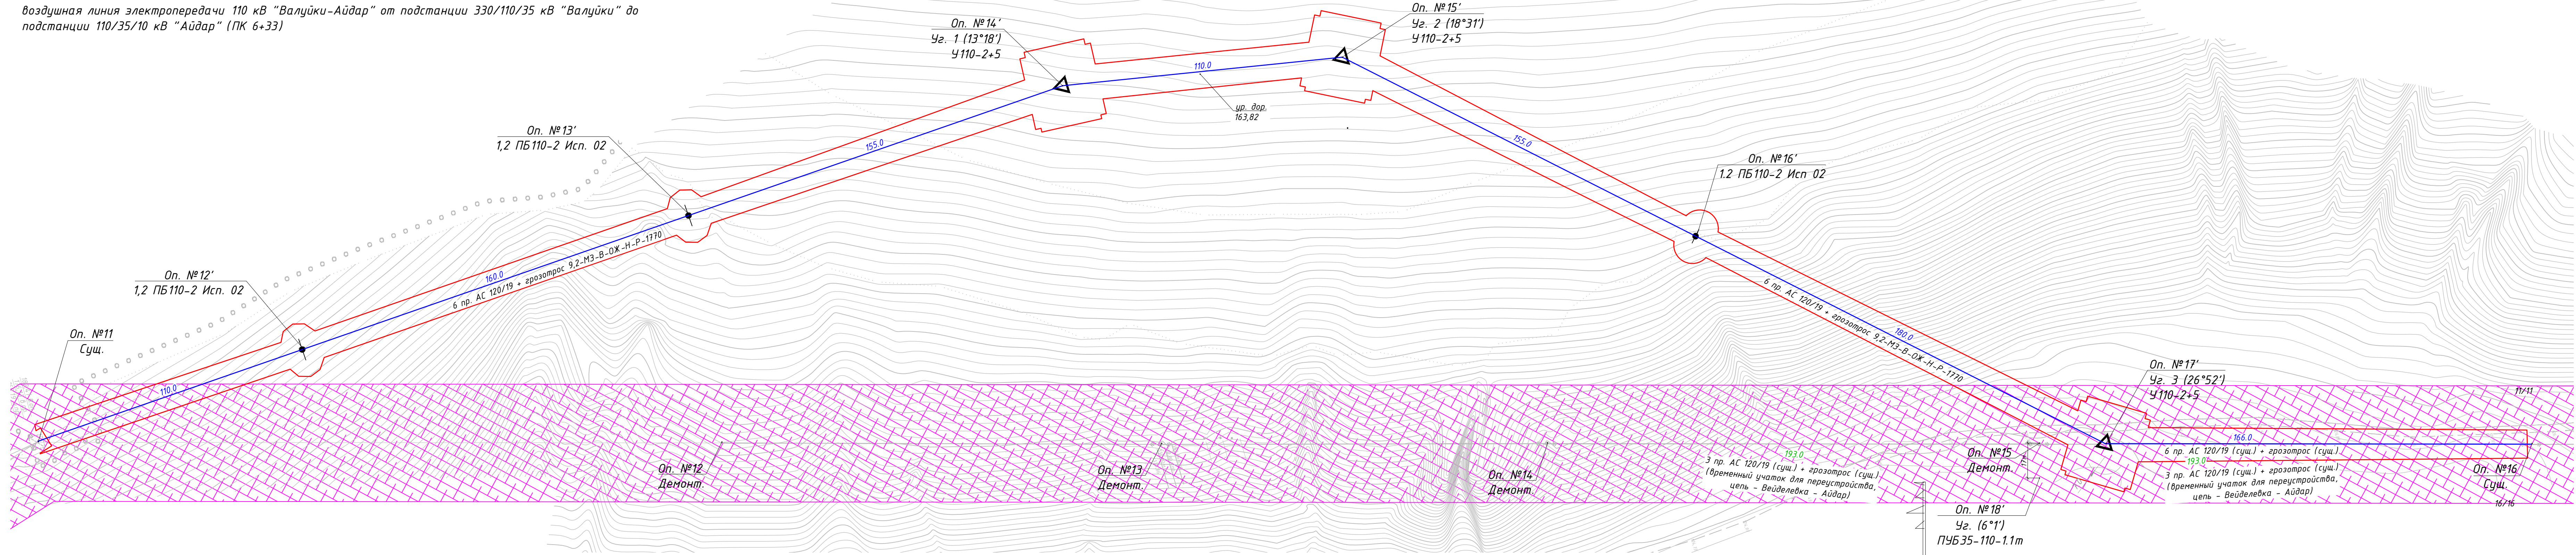 воздушная линия электропередачи 110 кВ "Валуйки-Айдар" от подстанции 330/110/35 кВ "Валуйки" до
подстанции 110/35/10 кВ "Айдар" (ПК 6+33)
Оп. №11
Сущ.
110.0
Оп. №12'
1,2 ПБ110-2 Исп. 02
160.0
6 пр. АС 120/19 + грозотрос 9,2-МЗ-В-ОЖ-Н-Р-1770
Оп. №13'
1,2 ПБ110-2 Исп. 02
155.0
Оп. №14'
Уг. 1 (13°18')
У110-2+5
110.0
ур. дор.
163,82
Оп. №15'
Уг. 2 (18°31')
У110-2+5
155.0
Оп. №16'
1.2 ПБ110-2 Исп 02
180.0
6 пр. АС 120/19 + грозотрос 9,2-МЗ-В-ОЖ-Н-Р-1770
Оп. №17'
Уг. 3 (26°52')
У110-2+5
11/11
166.0
6 пр. АС 120/19 (сущ.) + грозотрос (сущ.)
193.0
3 пр. АС 120/19 (сущ.) + грозотрос (сущ.)
(временный учаток для переустройства,
цепь - Вейделевка - Айдар)
Оп. №16
Сущ.
16/16
Оп. №12
Демонт.
Оп. №13
Демонт.
Оп. №14
Демонт.
193.0
3 пр. АС 120/19 (сущ.) + грозотрос (сущ.)
(временный учаток для переустройства,
цепь - Вейделевка - Айдар)
Оп. №15
Демонт.
Оп. №18'
Уг. (6°1')
ПУБ35-110-1.1т